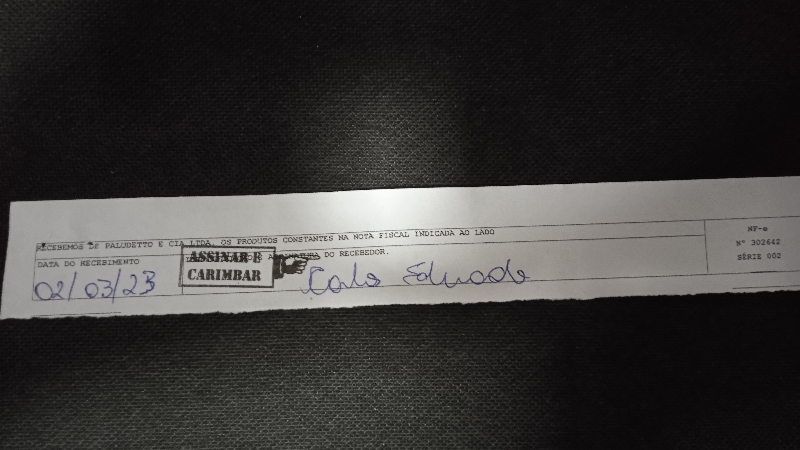 RECEBEMOS DE PALUDETTO E CIA LTDA. OS PRODUTOS CONSTANTES NA NOTA FISCAL INDICADA AO LADO
NF-e
Nº 302642
SÉRIE 002
DATA DO RECEBIMENTO
ASSINATURA DO RECEBEDOR.
ASSINAR E
CARIMBAR
02/03/23
Carlo Eduardo